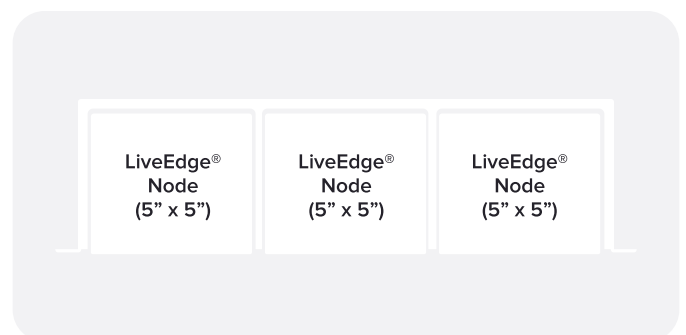 LiveEdge®
Node
(5” x 5”)
LiveEdge®
Node
(5” x 5”)
LiveEdge®
Node
(5” x 5”)